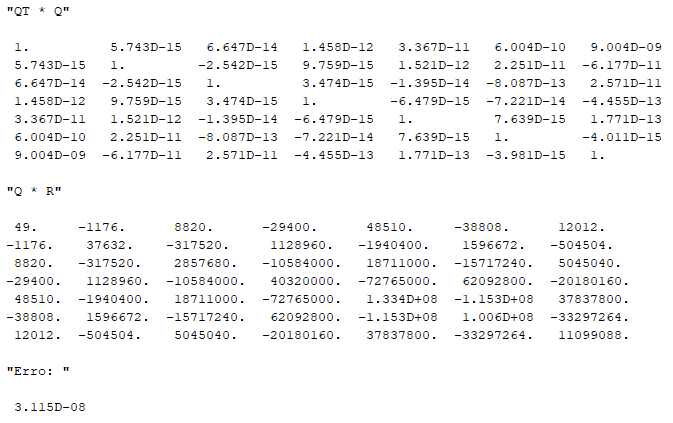 "QT * Q"
1. 5.743D-15 6.647D-14 1.458D-12 3.367D-11 6.004D-10 9.004D-09
5.743D-15 1. -2.542D-15 9.759D-15 1.521D-12 2.251D-11 -6.177D-11
6.647D-14 -2.542D-15 1. 3.474D-15 -1.395D-14 -8.087D-13 2.571D-11
1.458D-12 9.759D-15 3.474D-15 1. -6.479D-15 -7.221D-14 -4.455D-13
3.367D-11 1.521D-12 -1.395D-14 -6.479D-15 1. 7.639D-15 1.771D-13
6.004D-10 2.251D-11 -8.087D-13 -7.221D-14 7.639D-15 1. -4.011D-15
9.004D-09 -6.177D-11 2.571D-11 -4.455D-13 1.771D-13 -3.981D-15 1.
"Q * R"
49. -1176. 8820. -29400. 48510. -38808. 12012.
-1176. 37632. -317520. 1128960. -1940400. 1596672. -504504.
8820. -317520. 2857680. -10584000. 18711000. -15717240. 5045040.
-29400. 1128960. -10584000. 40320000. -72765000. 62092800. -20180160.
48510. -1940400. 18711000. -72765000. 1.334D+08 -1.153D+08 37837800.
-38808. 1596672. -15717240. 62092800. -1.153D+08 1.006D+08 -33297264.
12012. -504504. 5045040. -20180160. 37837800. -33297264. 11099088.
"Erro: "
3.115D-08